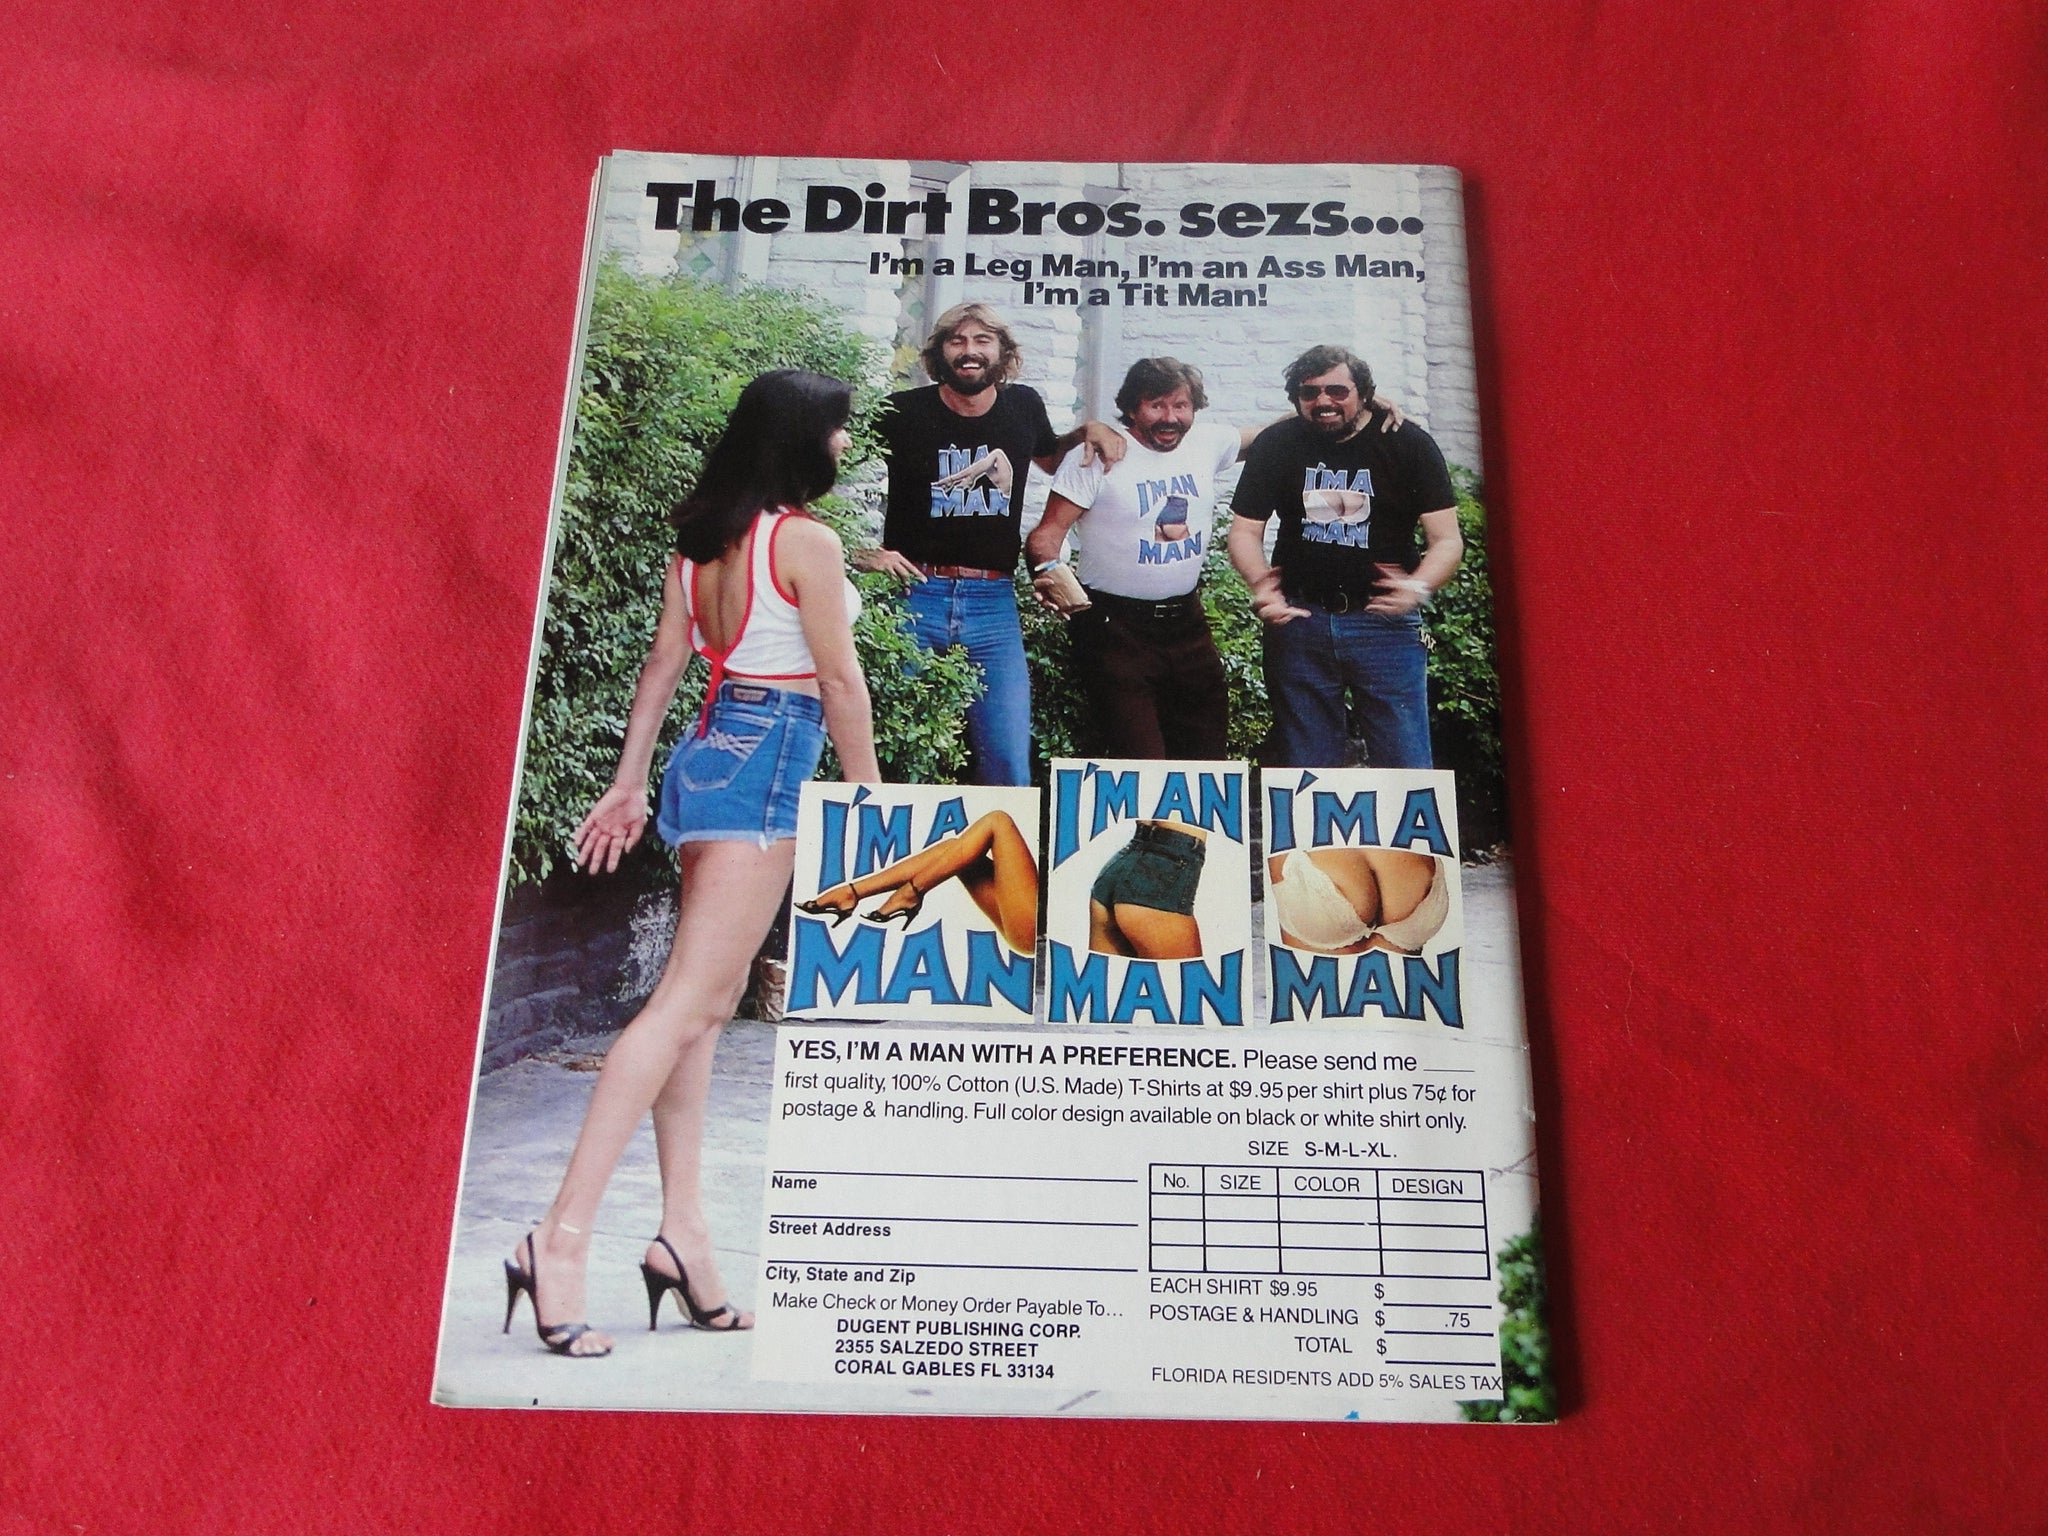 The Dirt Bros. sezs...
I'm a Leg Man, I'm an Ass Man,
I'm a Tit Man!
I'M A
MAN
I'M AN
MAN
I'M A
MAN
I'M A
MAN
I'M AN
MAN
I'M A
MAN
YES, I'M A MAN WITH A PREFERENCE. Please send me ____
first quality, 100% Cotton (U.S. Made) T-Shirts at $9.95 per shirt plus 75¢ for
postage & handling. Full color design available on black or white shirt only.
SIZE S-M-L-XL.
No. SIZE COLOR DESIGN
Name
Street Address
City, State and Zip
Make Check or Money Order Payable To...
DUGENT PUBLISHING CORP.
2355 SALZEDO STREET
CORAL GABLES FL 33134
EACH SHIRT $9.95 $
POSTAGE & HANDLING $ .75
TOTAL $
FLORIDA RESIDENTS ADD 5% SALES TAX